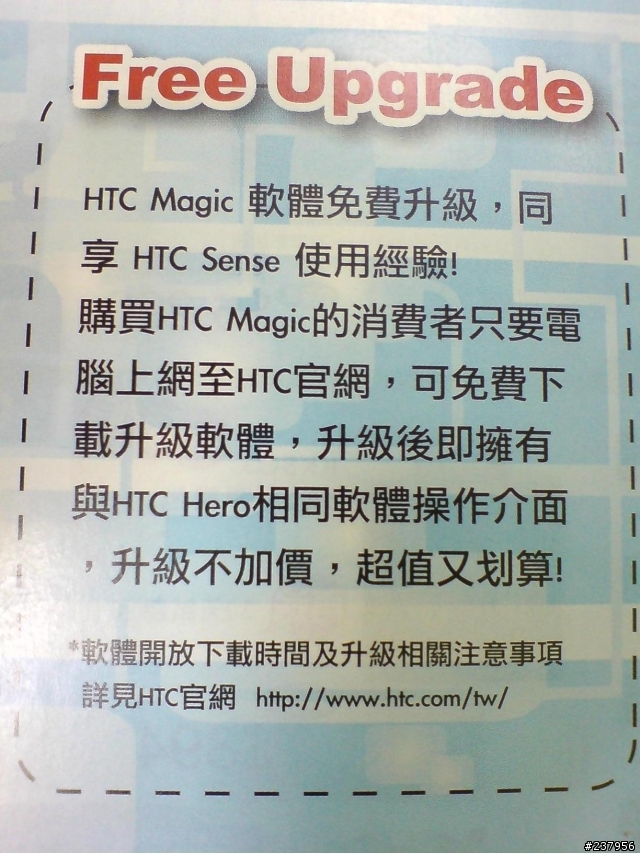 Free Upgrade
HTC Magic 軟體免費升級，同
享 HTC Sense 使用經驗!
購買HTC Magic的消費者只要電
腦上網至HTC官網，可免費下
載升級軟體，升級後即擁有
與HTC Hero相同軟體操作介面
，升級不加價，超值又划算!
*軟體開放下載時間及升級相關注意事項
詳見HTC官網 http://www.htc.com/tw/
#237956